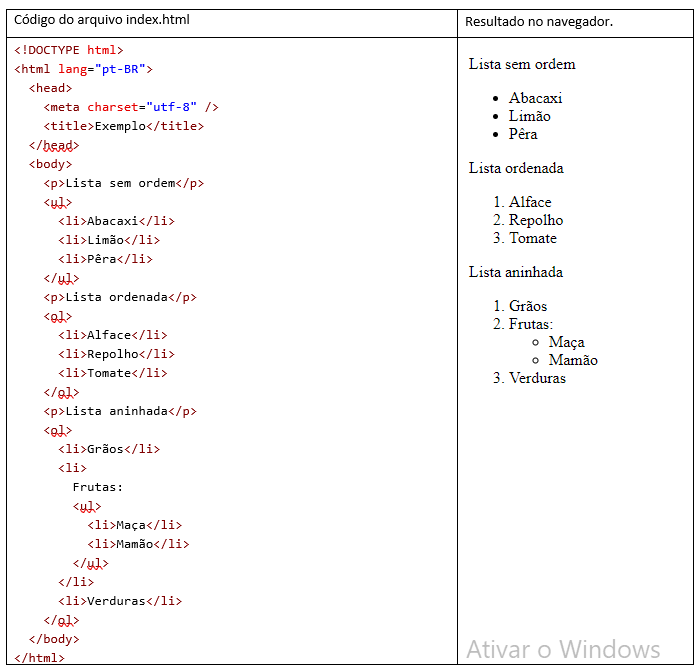 Código do arquivo index.html
Resultado no navegador.
<!DOCTYPE html>
<html lang="pt-BR">
<head>
<meta charset="utf-8" />
<title>Exemplo</title>
</head>
<body>
<p>Lista sem ordem</p>
<ul>
<li>Abacaxi</li>
<li>Limão</li>
<li>Pêra</li>
</ul>
<p>Lista ordenada</p>
<ol>
<li>Alface</li>
<li>Repolho</li>
<li>Tomate</li>
</ol>
<p>Lista aninhada</p>
<ol>
<li>Grãos</li>
<li>
Frutas:
<ul>
<li>Maça</li>
<li>Mamão</li>
</ul>
</li>
<li>Verduras</li>
</ol>
</body>
</html>
Lista sem ordem
• Abacaxi
• Limão
• Pêra
Lista ordenada
1. Alface
2. Repolho
3. Tomate
Lista aninhada
1. Grãos
2. Frutas:
○ Maça
○ Mamão
3. Verduras
Ativar o Windows